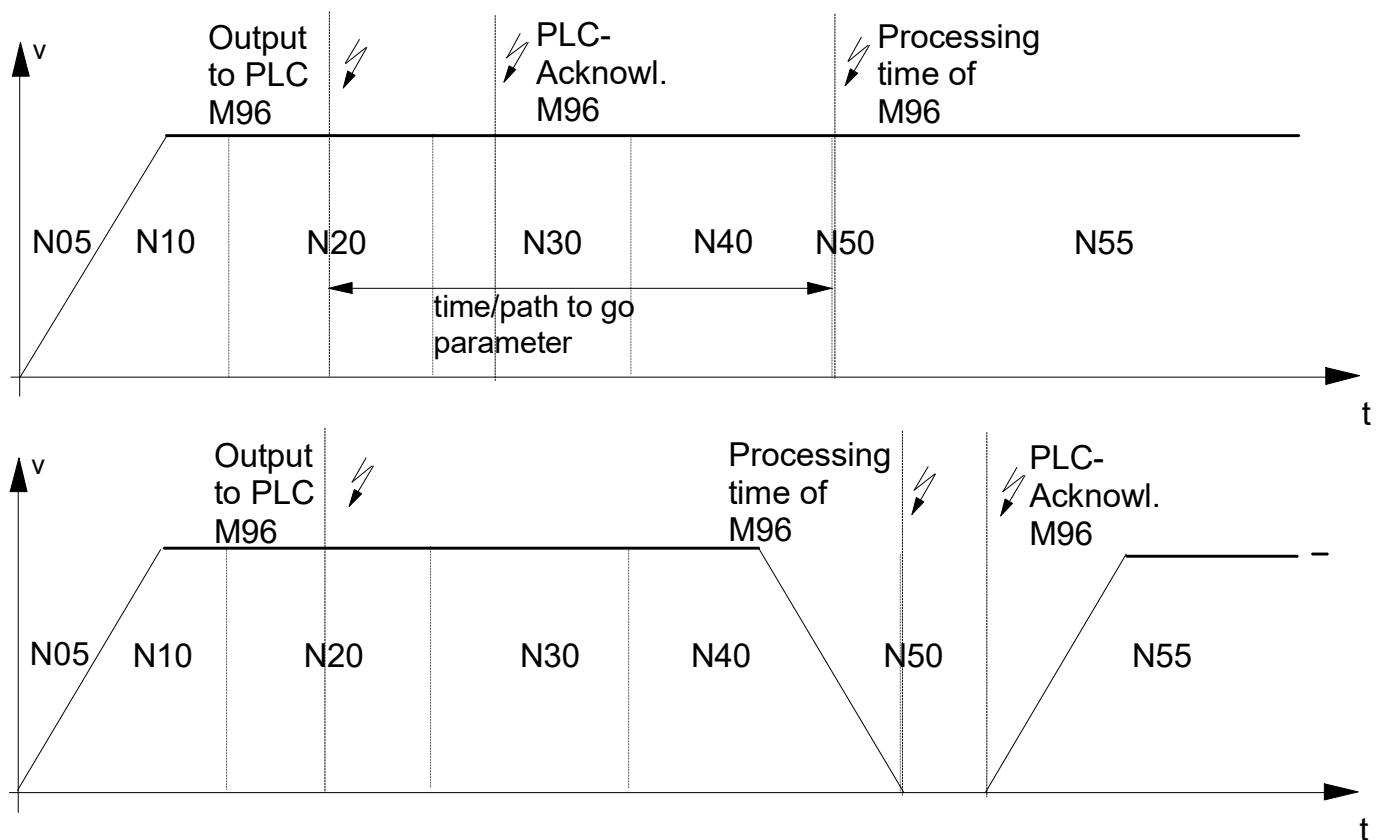 v
Output
to PLC
M96
PLC-
Acknowl.
M96
Processing
time of
M96
N05
N10
N20
N30
N40
N50
N55
time/path to go
parameter
t
v
Output
to PLC
M96
Processing
time of
M96
PLC-
Acknowl.
M96
N05
N10
N20
N30
N40
N50
N55
t